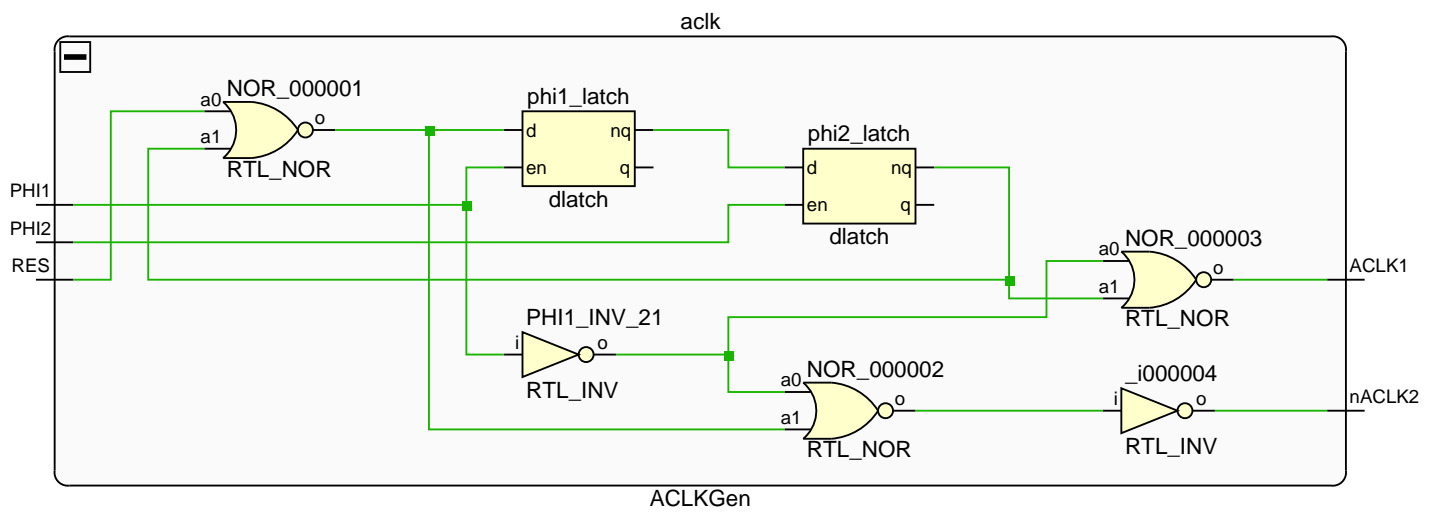 aclk
NOR_000001
a0
o
a1
RTL_NOR
phi1_latch
d
nq
en
q
dlatch
phi2_latch
d
nq
en
q
dlatch
PHI1
PHI2
RES
NOR_000003
a0
o
a1
RTL_NOR
ACLK1
PHI1_INV_21
i
o
RTL_INV
NOR_000002
a0
o
a1
RTL_NOR
_i000004
i
o
RTL_INV
nACLK2
ACLKGen